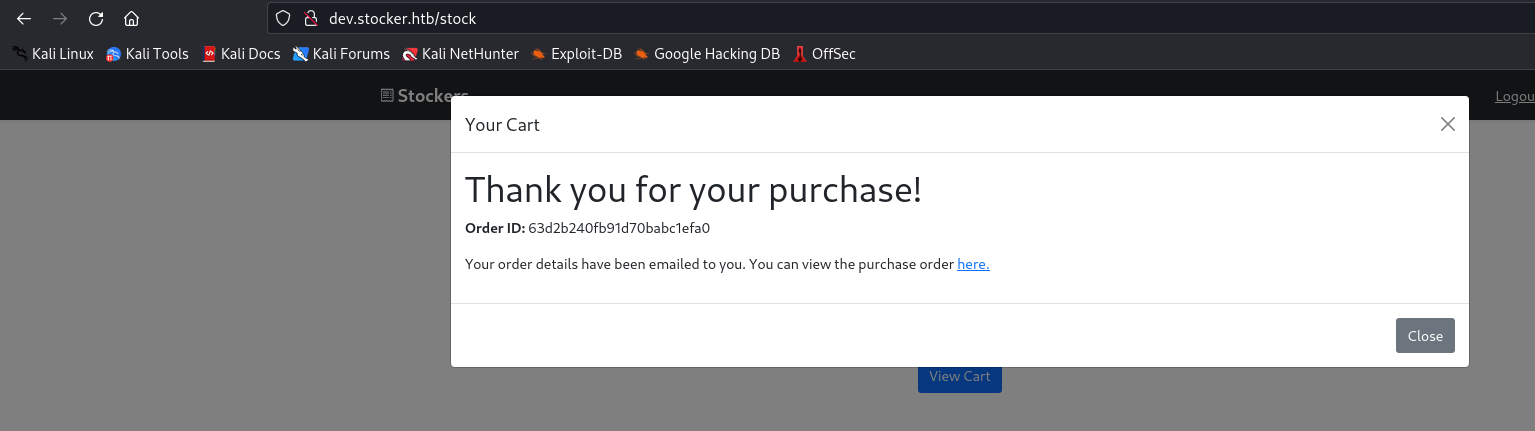 dev.stocker.htb/stock
Kali Linux Kali Tools Kali Docs Kali Forums Kali NetHunter Exploit-DB Google Hacking DB OffSec
Stockers
Logou
Your Cart
Thank you for your purchase!
Order ID: 63d2b240fb91d70babc1efa0
Your order details have been emailed to you. You can view the purchase order here.
Close
View Cart